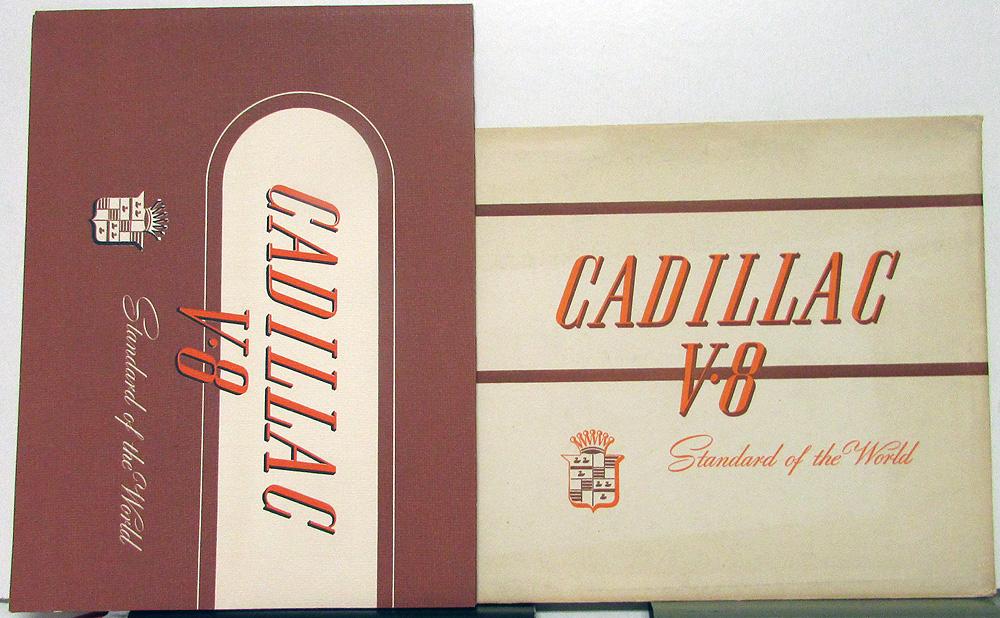 CADILLAC
V·8
Standard of the World
CADILLAC
V·8
Standard of the World